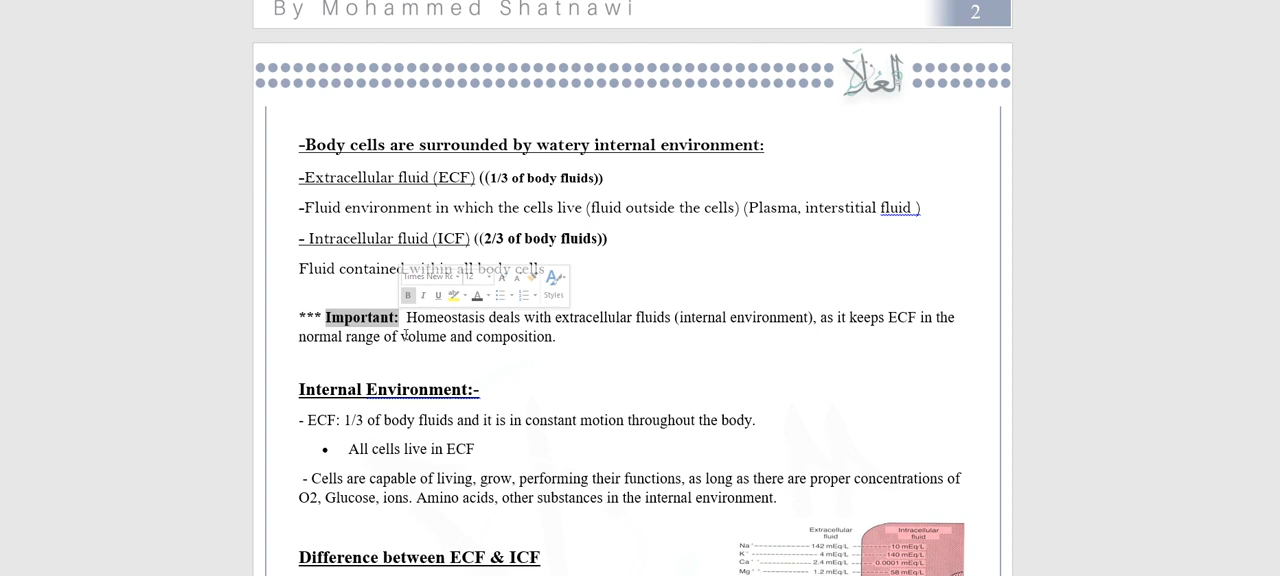 By Mohammed Shatnawi
2
العلا
-Body cells are surrounded by watery internal environment:
-Extracellular fluid (ECF) ((1/3 of body fluids))
-Fluid environment in which the cells live (fluid outside the cells) (Plasma, interstitial fluid )
- Intracellular fluid (ICF) ((2/3 of body fluids))
Fluid contained within all body cells
Times New Rc 12 A A A
B I U ab A Styles
*** Important: Homeostasis deals with extracellular fluids (internal environment), as it keeps ECF in the
normal range of volume and composition.
Internal Environment:-
- ECF: 1/3 of body fluids and it is in constant motion throughout the body.
• All cells live in ECF
- Cells are capable of living, grow, performing their functions, as long as there are proper concentrations of
O2, Glucose, ions. Amino acids, other substances in the internal environment.
Difference between ECF & ICF
Extracellular fluid Intracellular fluid
Na+ 142 mEq/L 10 mEq/L
K+ 4 mEq/L 140 mEq/L
Ca++ 2.4 mEq/L 0.0001 mEq/L
Mg++ 1.2 mEq/L 58 mEq/L